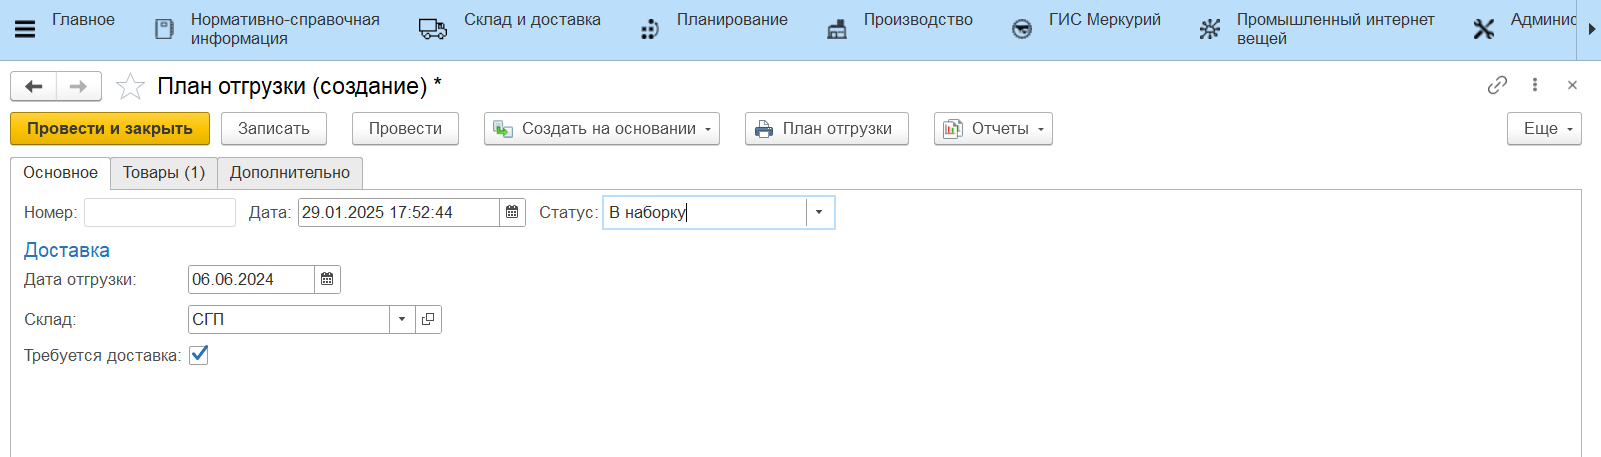 Главное
Нормативно-справочная
информация
Склад и доставка
Планирование
Производство
ГИС Меркурий
Промышленный интернет
вещей
Админис
План отгрузки (создание) *
Провести и закрыть
Записать
Провести
Создать на основании
План отгрузки
Отчеты
Еще
Основное
Товары (1)
Дополнительно
Номер:
Дата: 29.01.2025 17:52:44
Статус: В наборку
Доставка
Дата отгрузки: 06.06.2024
Склад: СГП
Требуется доставка: